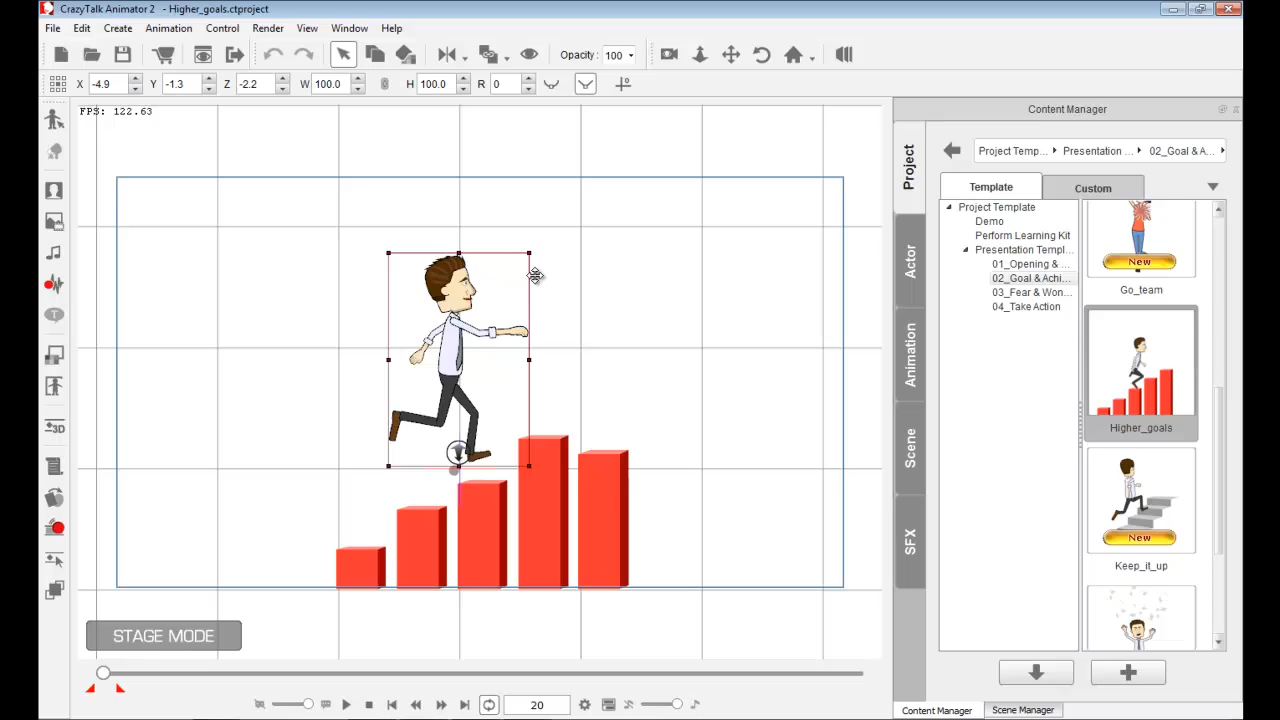 CrazyTalk Animator 2 - Higher_goals.ctproject
File Edit Create Animation Control Render View Window Help
Opacity: 100
X -4.9 Y -1.3 Z -2.2 W 100.0 H 100.0 R 0
FPS: 122.63
Content Manager
Project Temp... Presentation ... 02_Goal & A...
Template Custom
Project
Actor
Animation
Scene
SFX
Project Template
Demo
Perform Learning Kit
Presentation Templ...
01_Opening & ...
02_Goal & Achi...
03_Fear & Won...
04_Take Action
New
Go_team
Higher_goals
New
Keep_it_up
T
3D
STAGE MODE
20
Content Manager Scene Manager